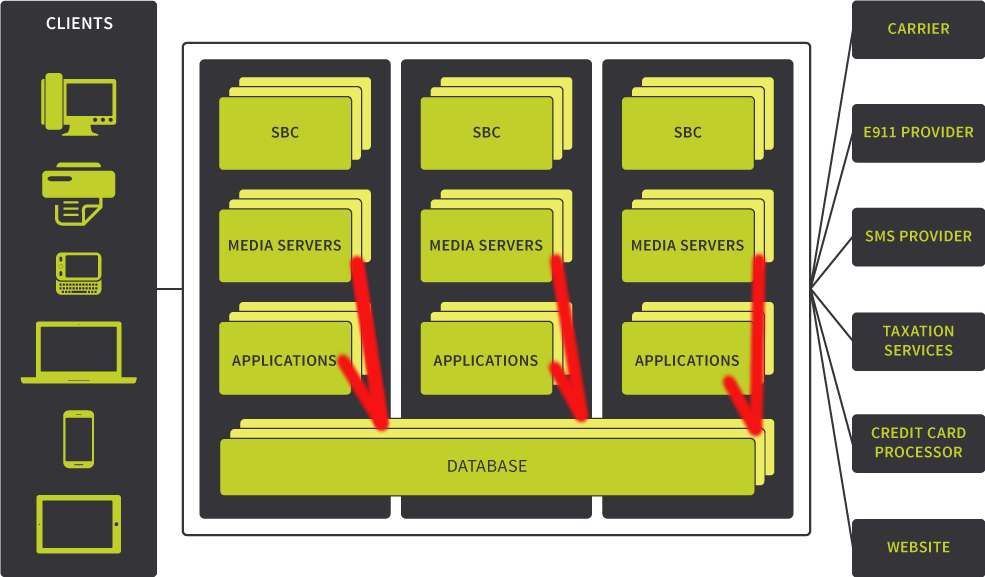 CLIENTS
SBC
MEDIA SERVERS
APPLICATIONS
SBC
MEDIA SERVERS
APPLICATIONS
SBC
MEDIA SERVERS
APPLICATIONS
DATABASE
CARRIER
E911 PROVIDER
SMS PROVIDER
TAXATION
SERVICES
CREDIT CARD
PROCESSOR
WEBSITE